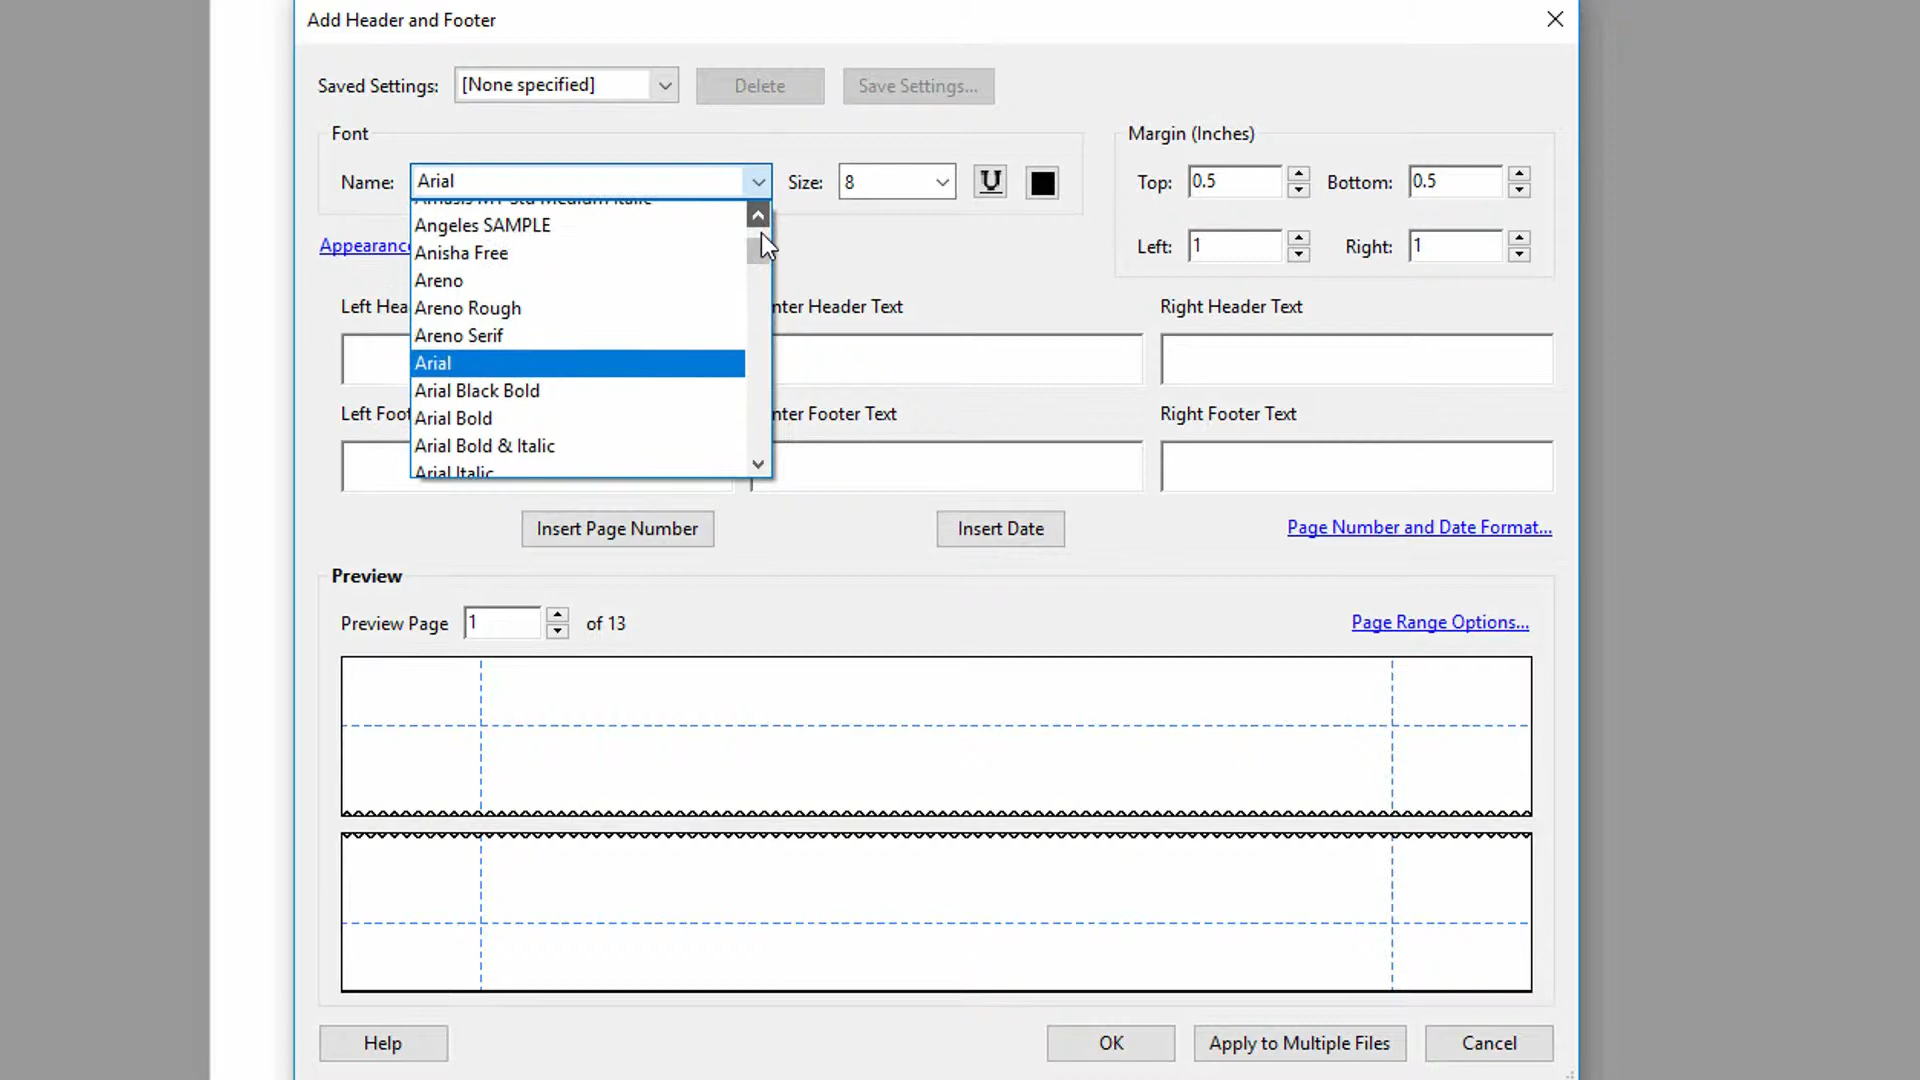 Add Header and Footer
Saved Settings: [None specified] Delete Save Settings...
Font
Margin (Inches)
Name: Arial Size: 8 U
Top: 0.5 Bottom: 0.5
Left: 1 Right: 1
Appearance
Angeles SAMPLE
Anisha Free
Areno
Areno Rough
Areno Serif
Arial
Arial Black Bold
Arial Bold
Arial Bold & Italic
Arial Italic
Left Hea
nter Header Text
Right Header Text
Left Foot
nter Footer Text
Right Footer Text
Insert Page Number Insert Date Page Number and Date Format...
Preview
Preview Page 1 of 13 Page Range Options...
Help OK Apply to Multiple Files Cancel